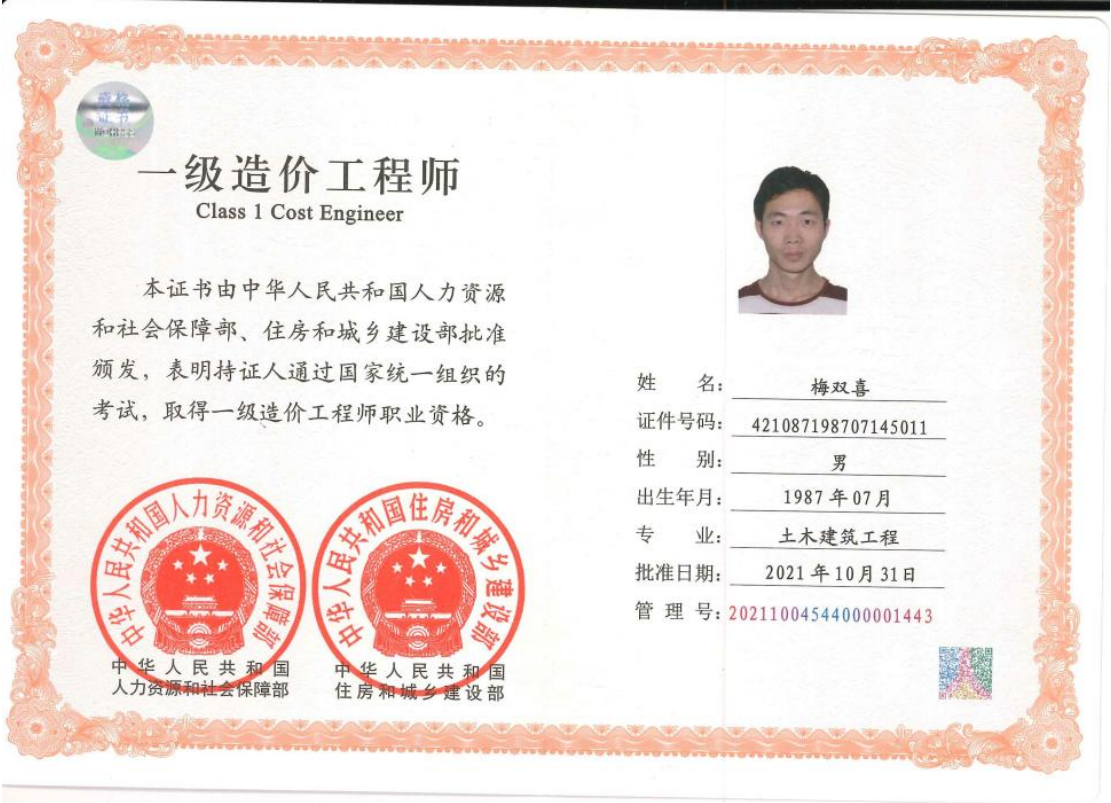 资格
证书
一级造价工程师
Class 1 Cost Engineer
本证书由中华人民共和国人力资源
和社会保障部、住房和城乡建设部批准
颁发，表明持证人通过国家统一组织的
考试，取得一级造价工程师职业资格。
中华人民共和国人力资源和社会保障部
中华人民共和国住房和城乡建设部
中华人民共和国
人力资源和社会保障部
中华人民共和国
住房和城乡建设部
姓 名：梅双喜
证件号码：421087198707145011
性 别：男
出生年月：1987年07月
专 业：土木建筑工程
批准日期：2021年10月31日
管 理 号：20211004544000001443